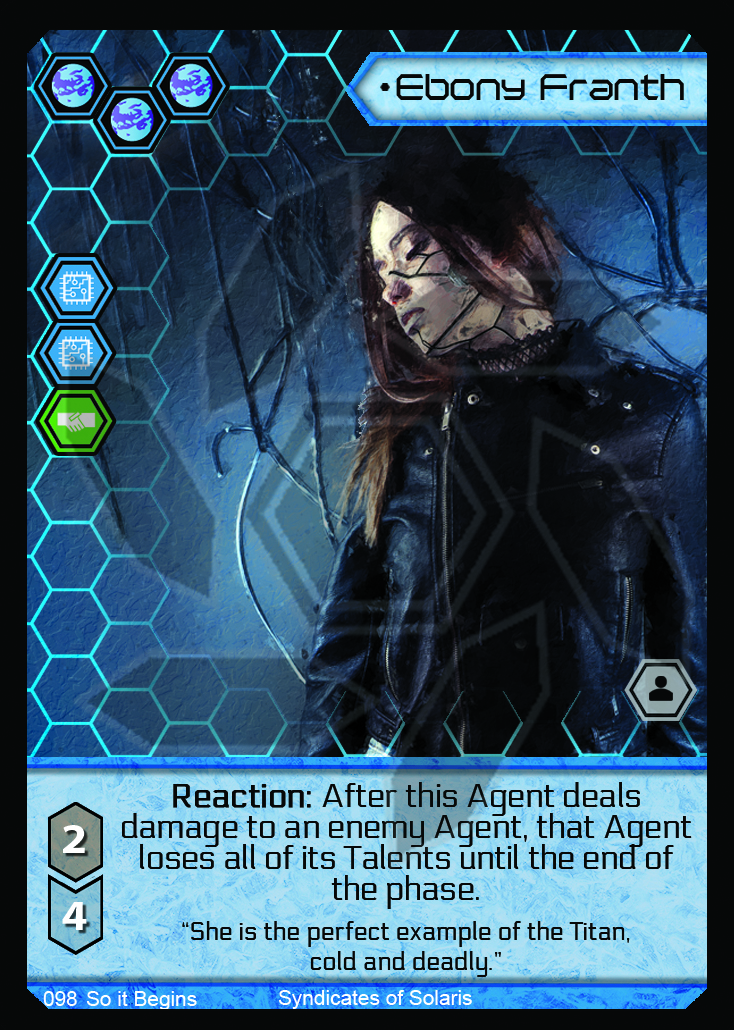 •Ebony Franth
Reaction: After this Agent deals
damage to an enemy Agent, that Agent
loses all of its Talents until the end of
the phase.
2
4
“She is the perfect example of the Titan,
cold and deadly.”
098 So it Begins Syndicates of Solaris